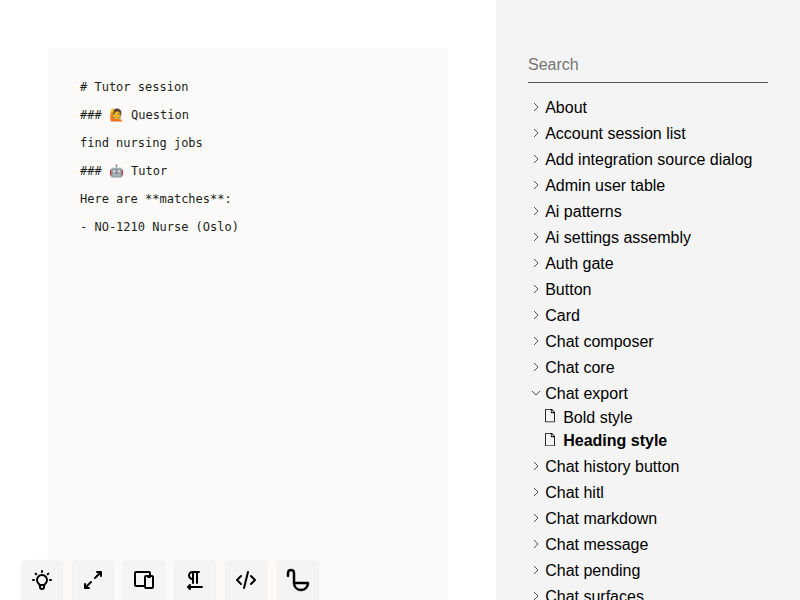 # Tutor session
### 🙋 Question
find nursing jobs
### 🤖 Tutor
Here are **matches**:
- NO-1210 Nurse (Oslo)
Search
About
Account session list
Add integration source dialog
Admin user table
Ai patterns
Ai settings assembly
Auth gate
Button
Card
Chat composer
Chat core
Chat export
Bold style
Heading style
Chat history button
Chat hitl
Chat markdown
Chat message
Chat pending
Chat surfaces